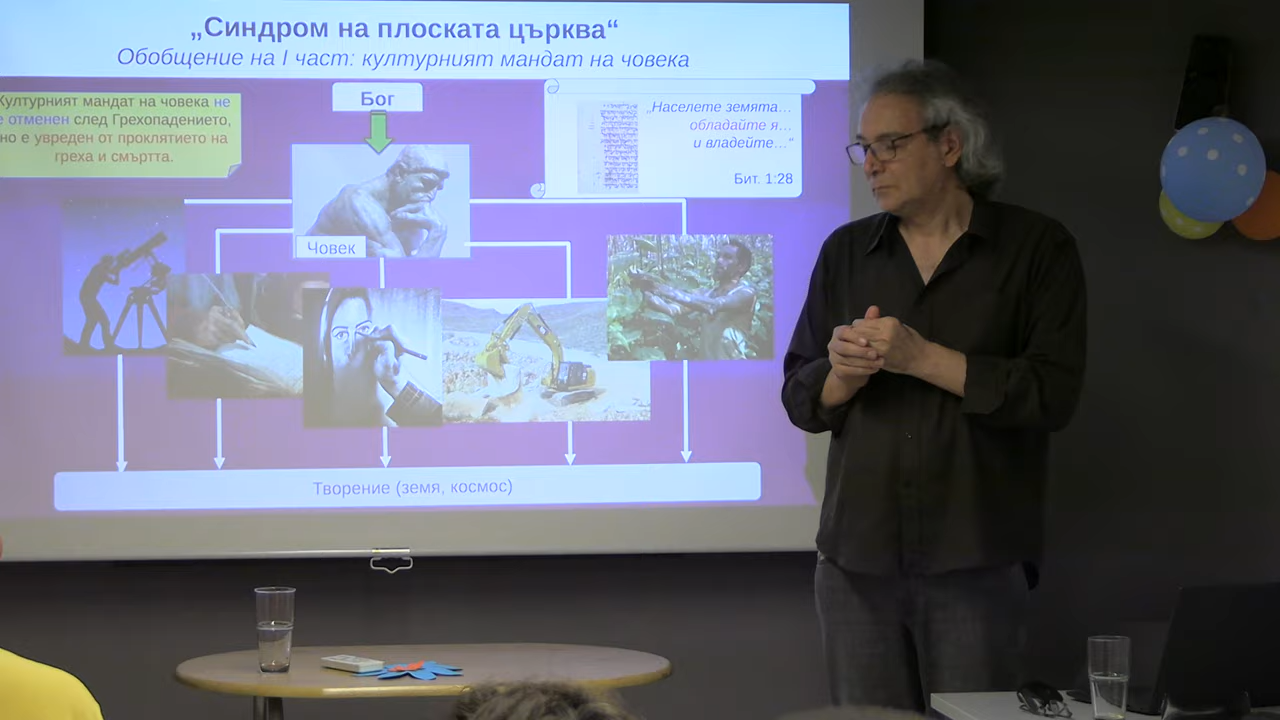 „Синдром на плоската църква“
Обобщение на I част: културният мандат на човека
Културният мандат на човека не
е отменен след Грехопадението,
но е увреден от проклятието на
греха и смъртта.
Бог
„Населете земята…
обладайте я…
и владейте…“
Бит. 1:28
Човек
Творение (земя, космос)